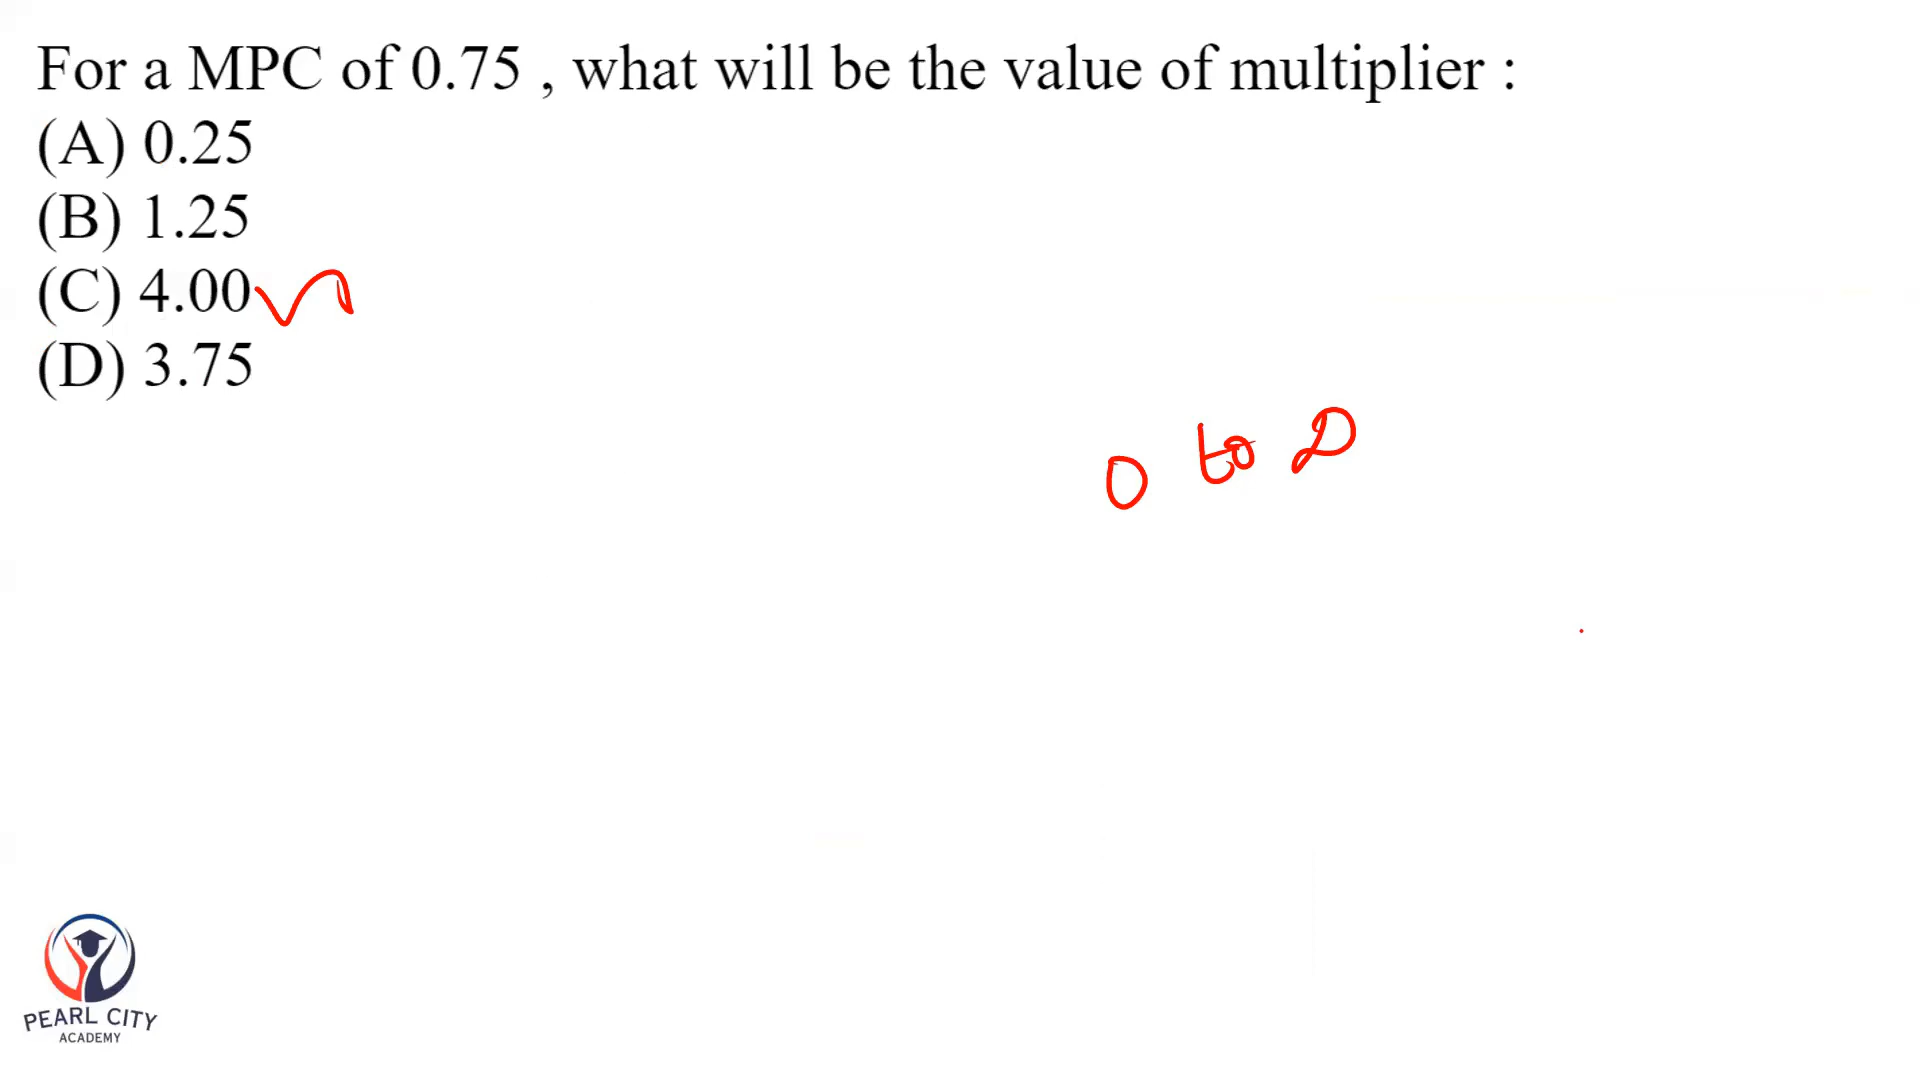 For a MPC of 0.75 , what will be the value of multiplier :
(A) 0.25
(B) 1.25
(C) 4.00
(D) 3.75
0 to
PEARL CITY
ACADEMY